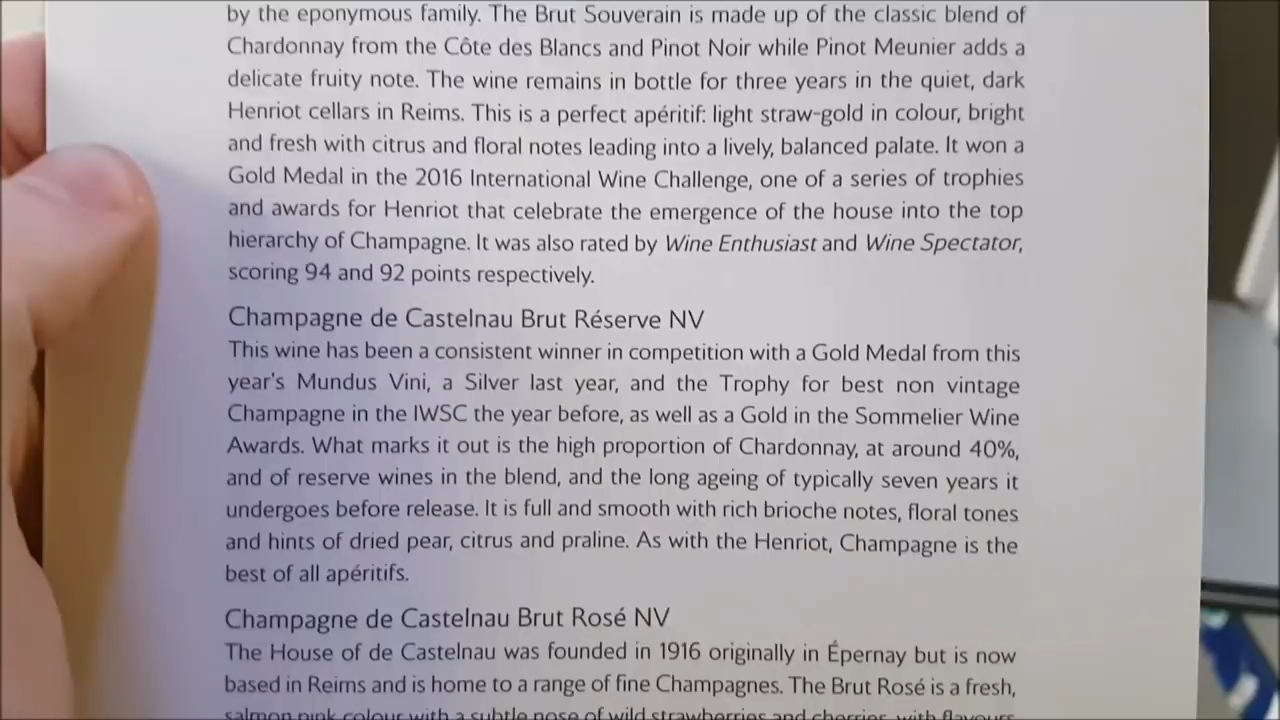 by the eponymous family. The Brut Souverain is made up of the classic blend of
Chardonnay from the Côte des Blancs and Pinot Noir while Pinot Meunier adds a
delicate fruity note. The wine remains in bottle for three years in the quiet, dark
Henriot cellars in Reims. This is a perfect apéritif: light straw-gold in colour, bright
and fresh with citrus and floral notes leading into a lively, balanced palate. It won a
Gold Medal in the 2016 International Wine Challenge, one of a series of trophies
and awards for Henriot that celebrate the emergence of the house into the top
hierarchy of Champagne. It was also rated by Wine Enthusiast and Wine Spectator,
scoring 94 and 92 points respectively.
Champagne de Castelnau Brut Réserve NV
This wine has been a consistent winner in competition with a Gold Medal from this
year's Mundus Vini, a Silver last year, and the Trophy for best non vintage
Champagne in the IWSC the year before, as well as a Gold in the Sommelier Wine
Awards. What marks it out is the high proportion of Chardonnay, at around 40%,
and of reserve wines in the blend, and the long ageing of typically seven years it
undergoes before release. It is full and smooth with rich brioche notes, floral tones
and hints of dried pear, citrus and praline. As with the Henriot, Champagne is the
best of all apéritifs.
Champagne de Castelnau Brut Rosé NV
The House of de Castelnau was founded in 1916 originally in Épernay but is now
based in Reims and is home to a range of fine Champagnes. The Brut Rosé is a fresh,
salmon pink colour with a subtle nose of wild strawberries and cherries, with flavours